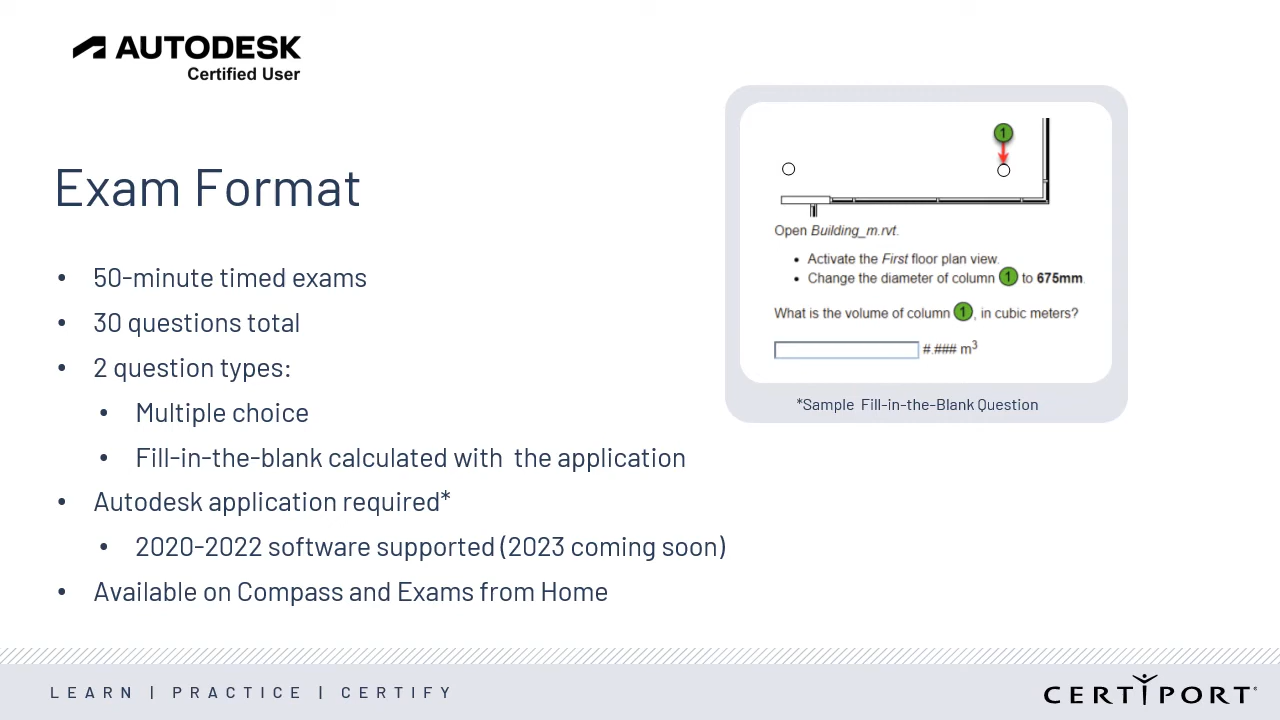 AUTODESK
Certified User
Exam Format
• 50-minute timed exams
• 30 questions total
• 2 question types:
• Multiple choice
• Fill-in-the-blank calculated with  the application
• Autodesk application required*
• 2020-2022 software supported (2023 coming soon)
• Available on Compass and Exams from Home
1
Open Building_m.rvt.
• Activate the First floor plan view.
• Change the diameter of column 1 to 675mm.
What is the volume of column 1, in cubic meters?
#.### m³
*Sample  Fill-in-the-Blank Question
LEARN | PRACTICE | CERTIFY
CERTIPORT